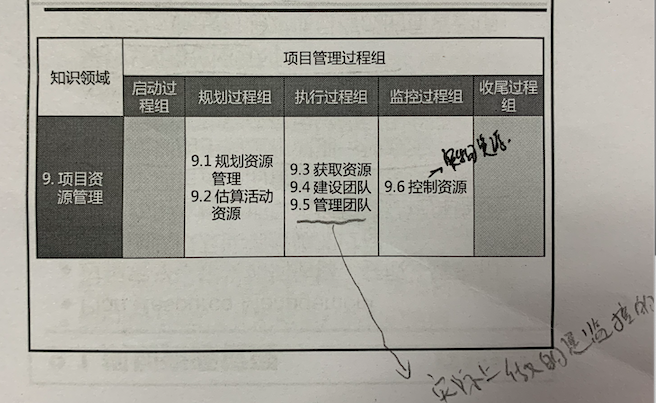 项目管理过程组
知识领域
启动过
程组
规划过程组
执行过程组
监控过程组
收尾过程
组
9. 项目资
源管理
9.1 规划资源
管理
9.2 估算活动
资源
9.3 获取资源
9.4 建设团队
9.5 管理团队
9.6 控制资源
实物资源.
实际上做的是监控的